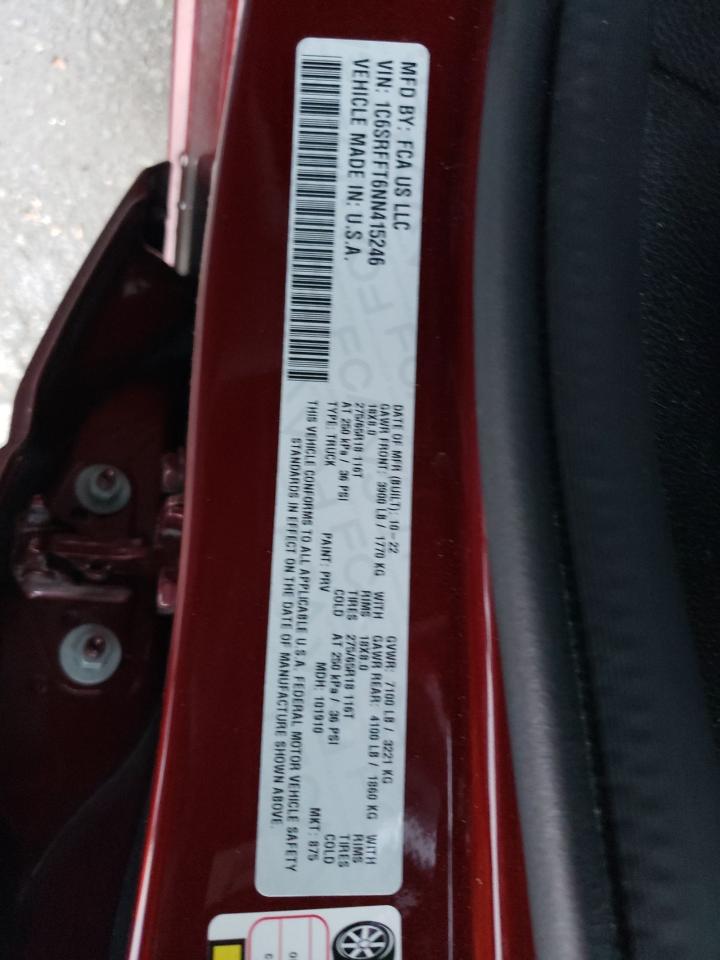 MFD BY: FCA US LLC
VIN: 1C6SRFFT6NN415246
VEHICLE MADE IN: U.S.A.
DATE OF MFR (BUILT): 10-22 GVWR: 7100 LB / 3221 KG
GAWR FRONT: 3900 LB / 1770 KG WITH GAWR REAR: 4100 LB / 1860 KG WITH
18X8.0 RIMS 18X8.0 RIMS
275/65R18 116T TIRES 275/65R18 116T TIRES
AT 250 kPa / 36 PSI COLD AT 250 kPa / 36 PSI COLD
TYPE: TRUCK PAINT: PRV MDH: 101910 MKT: 875
THIS VEHICLE CONFORMS TO ALL APPLICABLE U.S.A. FEDERAL MOTOR VEHICLE SAFETY
STANDARDS IN EFFECT ON THE DATE OF MANUFACTURE SHOWN ABOVE.